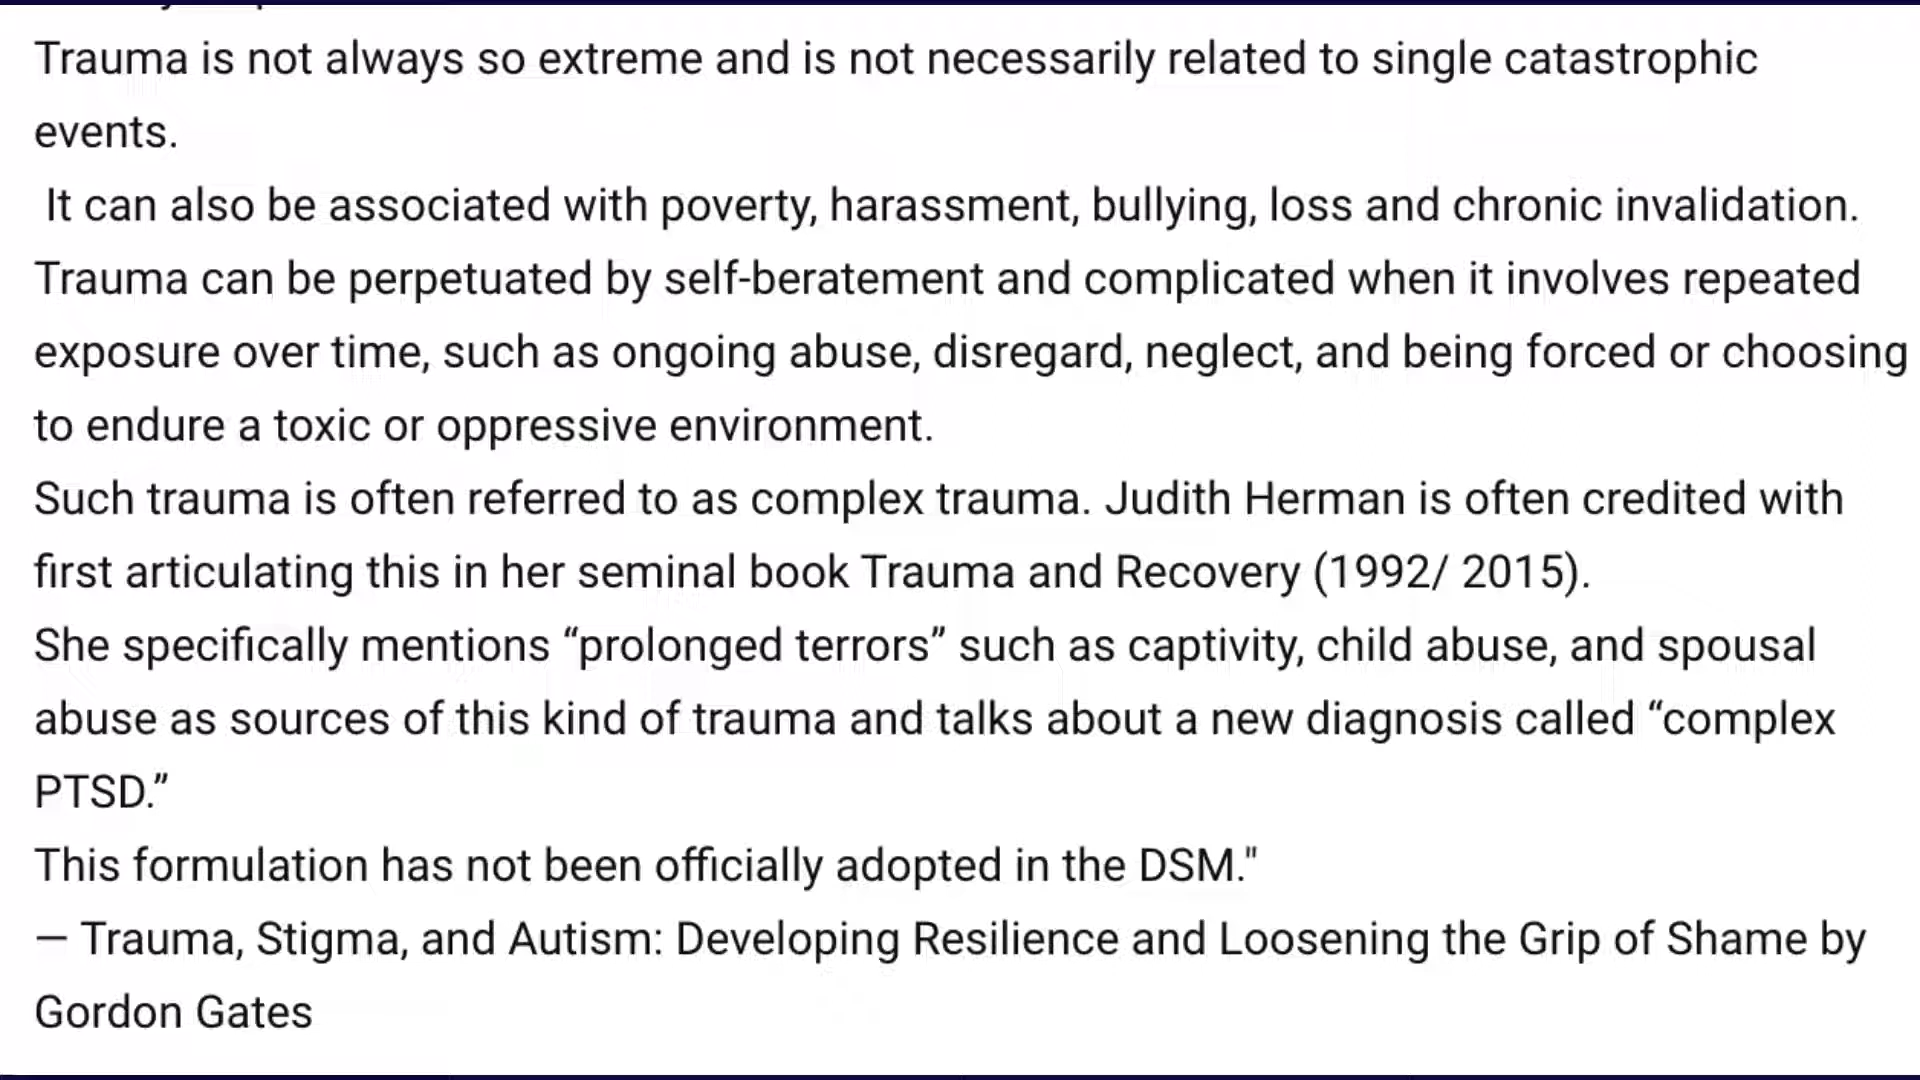 Trauma is not always so extreme and is not necessarily related to single catastrophic
events.
It can also be associated with poverty, harassment, bullying, loss and chronic invalidation.
Trauma can be perpetuated by self-beratement and complicated when it involves repeated
exposure over time, such as ongoing abuse, disregard, neglect, and being forced or choosing
to endure a toxic or oppressive environment.
Such trauma is often referred to as complex trauma. Judith Herman is often credited with
first articulating this in her seminal book Trauma and Recovery (1992/ 2015).
She specifically mentions “prolonged terrors” such as captivity, child abuse, and spousal
abuse as sources of this kind of trauma and talks about a new diagnosis called “complex
PTSD.”
This formulation has not been officially adopted in the DSM."
— Trauma, Stigma, and Autism: Developing Resilience and Loosening the Grip of Shame by
Gordon Gates